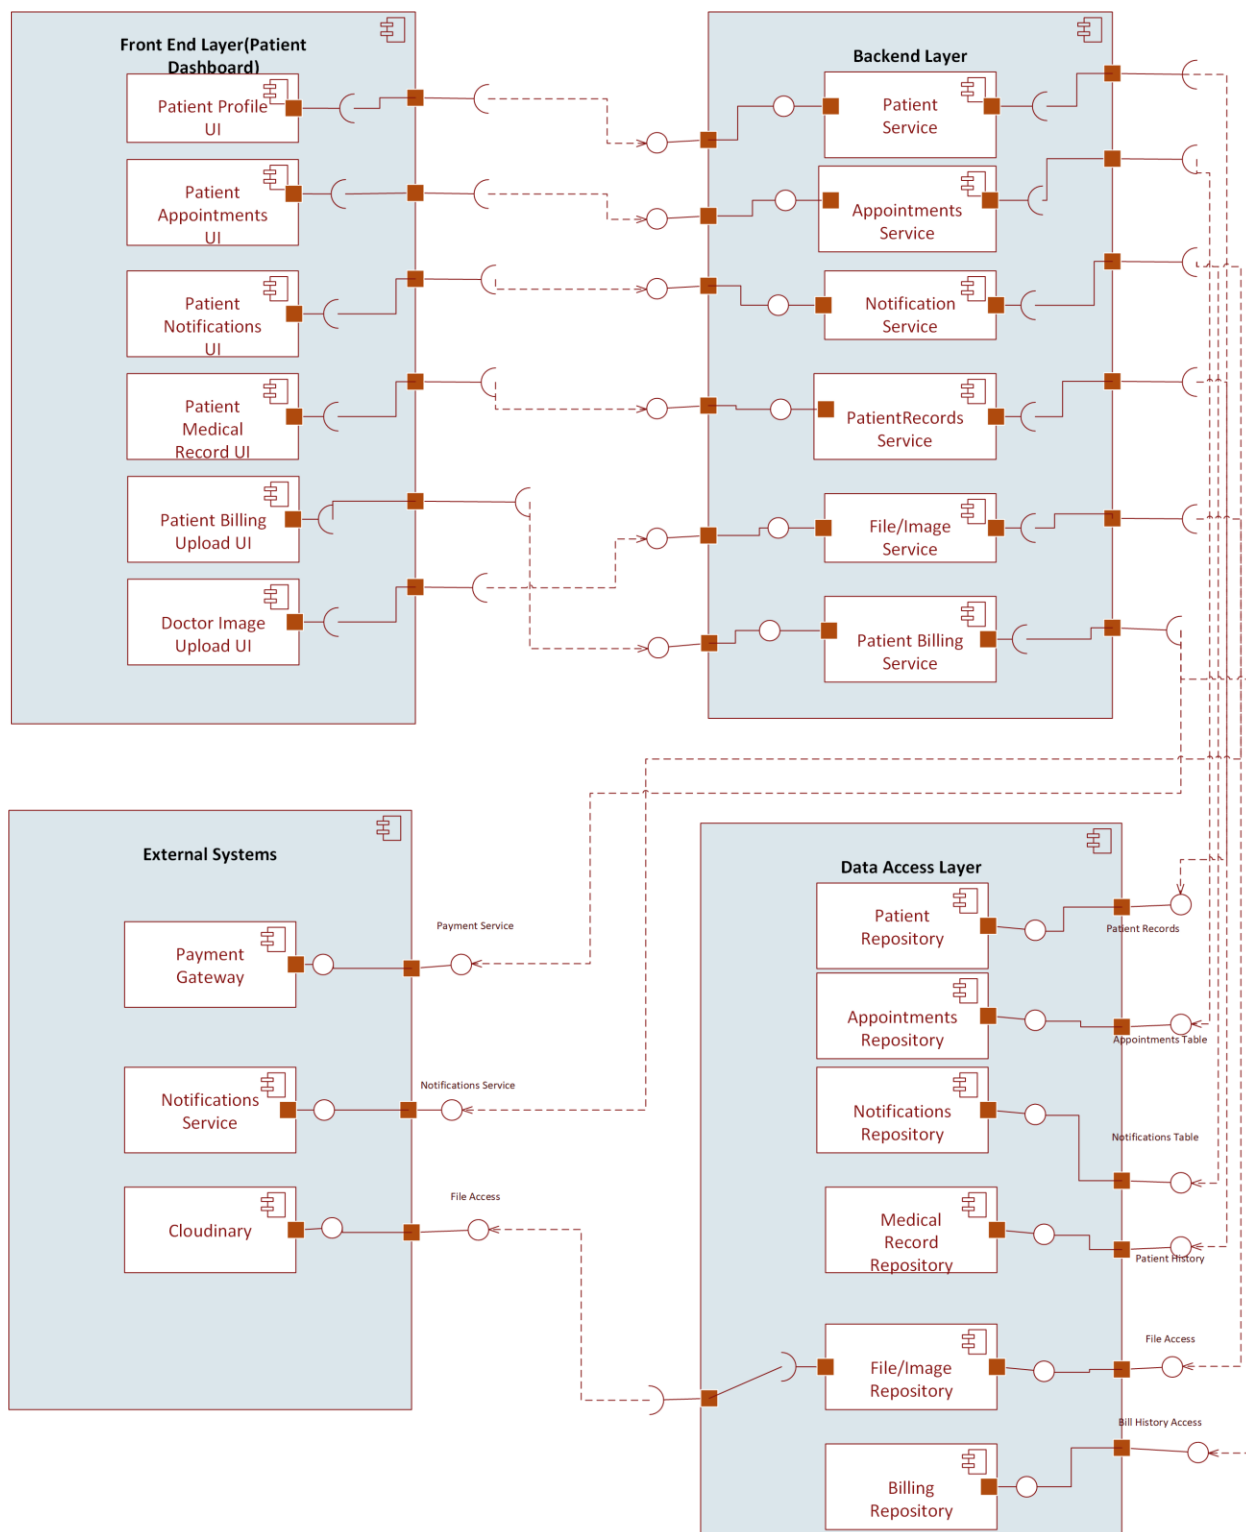 Front End Layer(Patient
Dashboard)
Patient Profile
UI
Patient
Appointments
UI
Patient
Notifications
UI
Patient
Medical
Record UI
Patient Billing
Upload UI
Doctor Image
Upload UI
Backend Layer
Patient
Service
Appointments
Service
Notification
Service
PatientRecords
Service
File/Image
Service
Patient Billing
Service
External Systems
Payment
Gateway
Payment Service
Notifications
Service
Notifications Service
Cloudinary
File Access
Data Access Layer
Patient
Repository
Patient Records
Appointments
Repository
Appointments Table
Notifications
Repository
Notifications Table
Medical
Record
Repository
Patient History
File/Image
Repository
File Access
Billing
Repository
Bill History Access